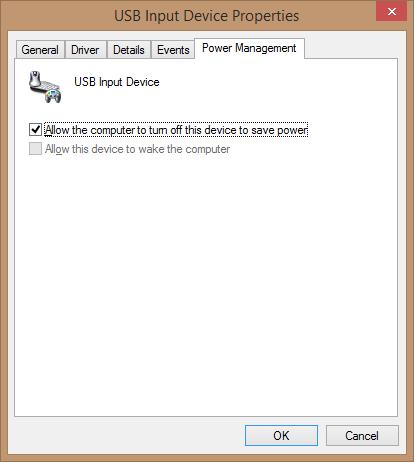 USB Input Device Properties
General Driver Details Events Power Management
USB Input Device
Allow the computer to turn off this device to save power
Allow this device to wake the computer
OK Cancel